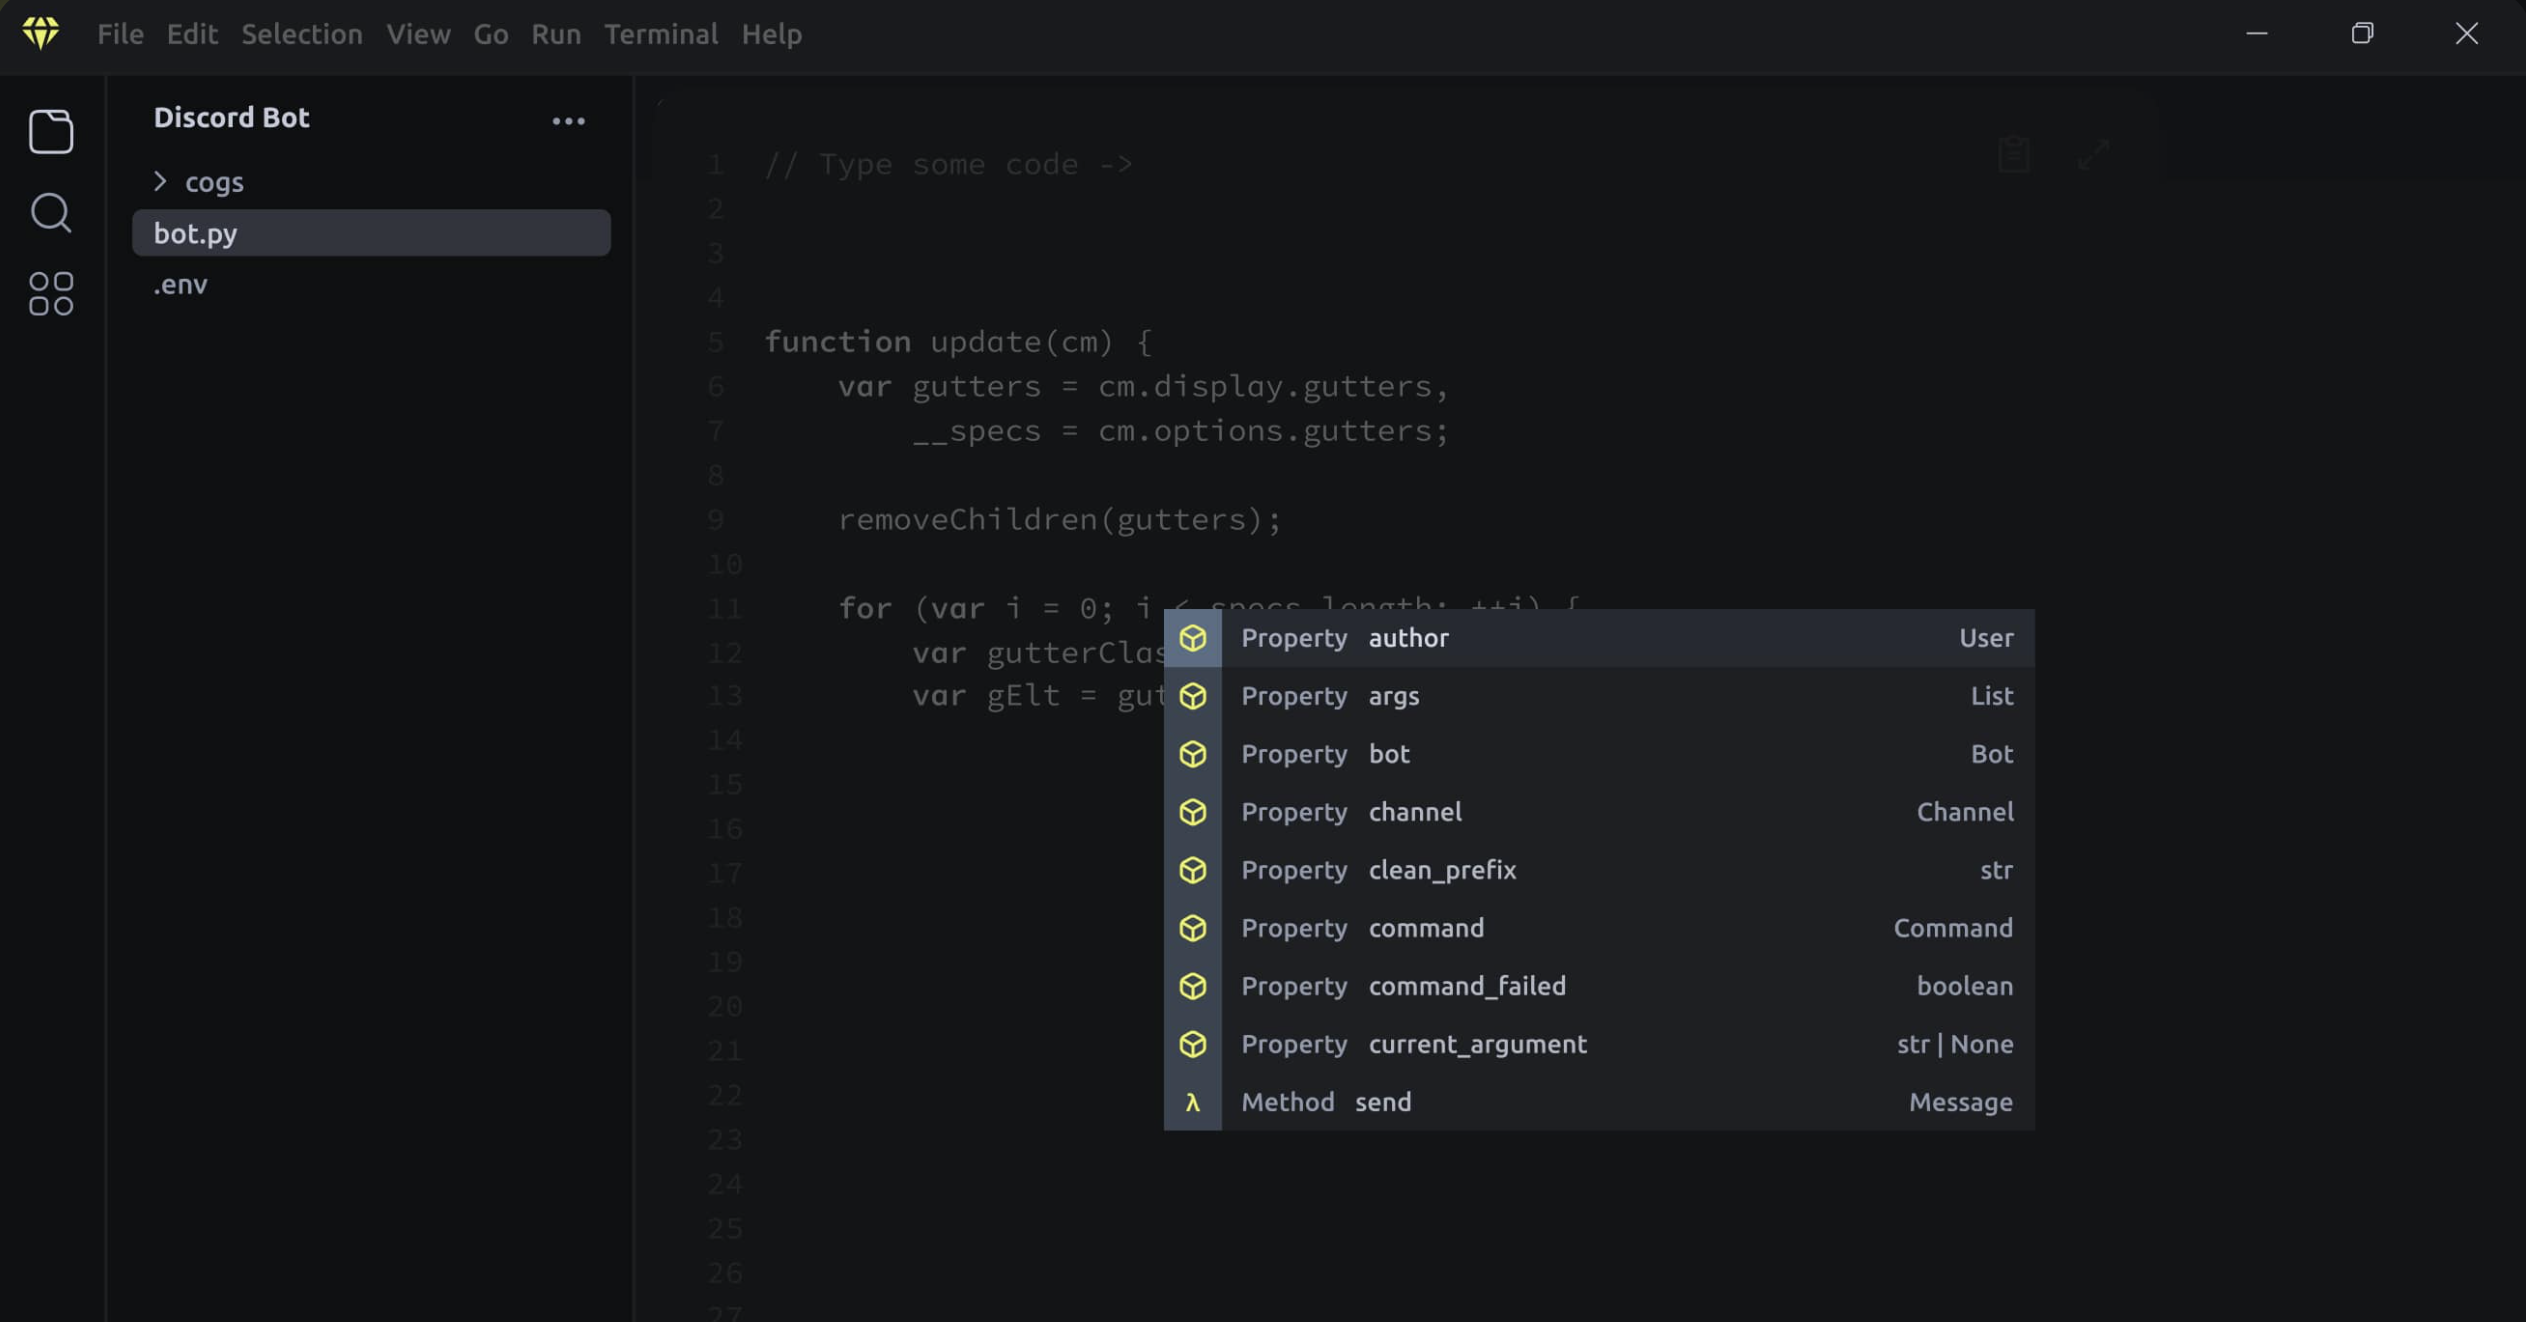 File Edit Selection View Go Run Terminal Help
Discord Bot
cogs
bot.py
.env
1 // Type some code ->
2
3
4
5 function update(cm) {
6 var gutters = cm.display.gutters,
7 __specs = cm.options.gutters;
8
9 removeChildren(gutters);
10
11 for (var i = 0; i < specs.length; ++i) {
12 var gutterClas
13 var gElt = gut
14
15
16
17
18
19
20
21
22
23
24
25
26
27
Property author User
Property args List
Property bot Bot
Property channel Channel
Property clean_prefix str
Property command Command
Property command_failed boolean
Property current_argument str | None
λ Method send Message